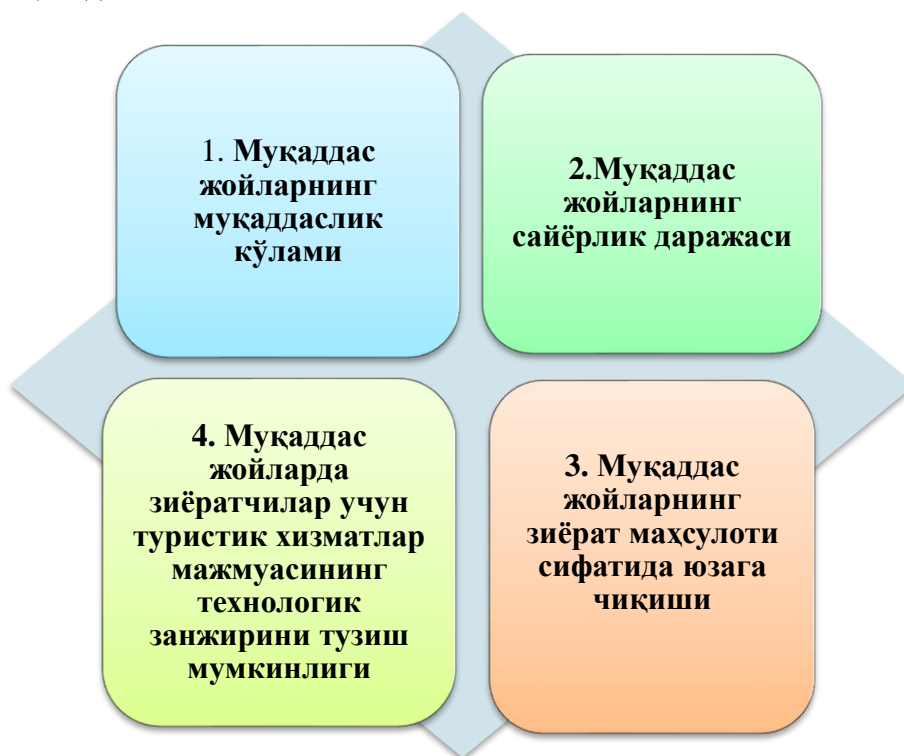 1. Муқаддас
жойларнинг
муқаддаслик
кўлами
2.Муқаддас
жойларнинг
сайёрлик даражаси
4. Муқаддас
жойларда
зиёратчилар учун
туристик хизматлар
мажмуасининг
технологик
занжирини тузиш
мумкинлиги
3. Муқаддас
жойларнинг
зиёрат маҳсулоти
сифатида юзага
чиқиши